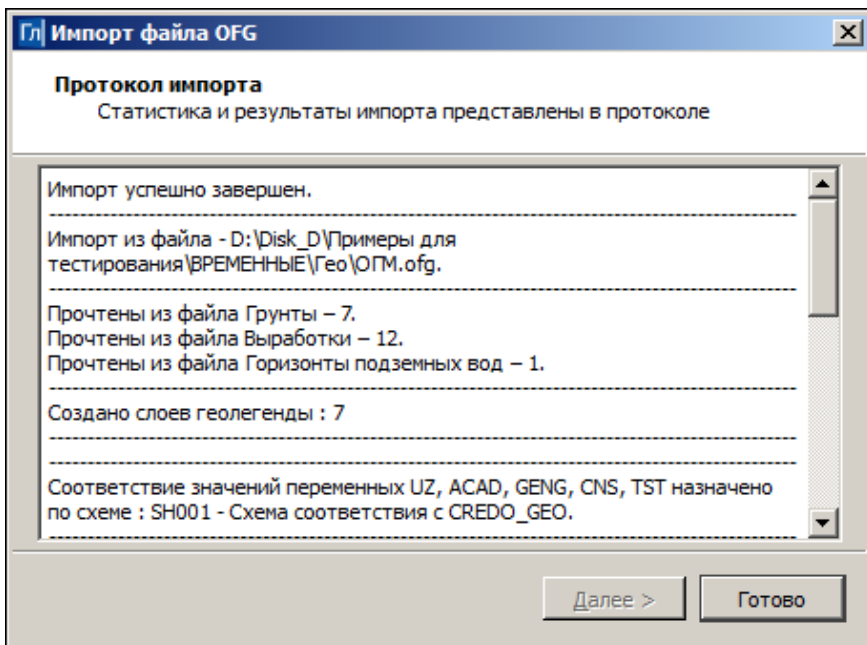 Гл Импорт файла OFG
Протокол импорта
Статистика и результаты импорта представлены в протоколе
Импорт успешно завершен.
Импорт из файла - D:\Disk_D\Примеры для
тестирования\ВРЕМЕННЫЕ\Гео\ОГМ.ofg.
Прочтены из файла Грунты – 7.
Прочтены из файла Выработки – 12.
Прочтены из файла Горизонты подземных вод – 1.
Создано слоев геолегенды : 7
Соответствие значений переменных UZ, ACAD, GENG, CNS, TST назначено
по схеме : SH001 - Схема соответствия с CREDO_GEO.
Далее >
Готово